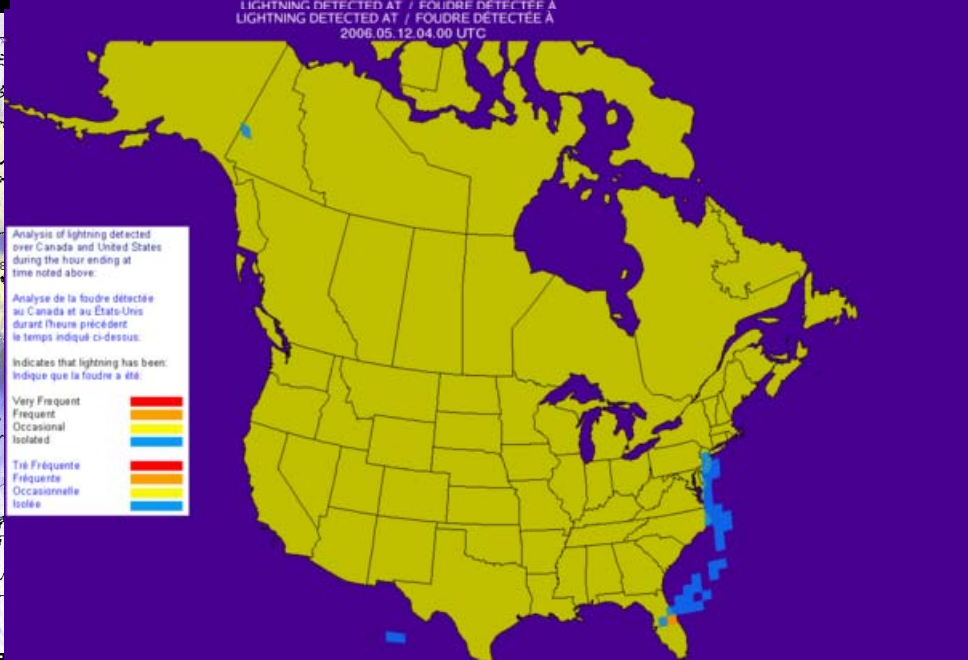 LIGHTNING DETECTED AT / FOUDRE DÉTECTÉE À
LIGHTNING DETECTED AT / FOUDRE DÉTECTÉE À
2006.05.12.04.00 UTC
Analysis of lightning detected
over Canada and United States
during the hour ending at
time noted above:
Analyse de la foudre détectée
au Canada et au États-Unis
durant l'heure précédent
le temps indiqué ci-dessus:
Indicates that lightning has been:
Indique que la foudre a été:
Very Frequent
Frequent
Occasional
Isolated
Tré Fréquente
Fréquente
Occasionnelle
Isolée